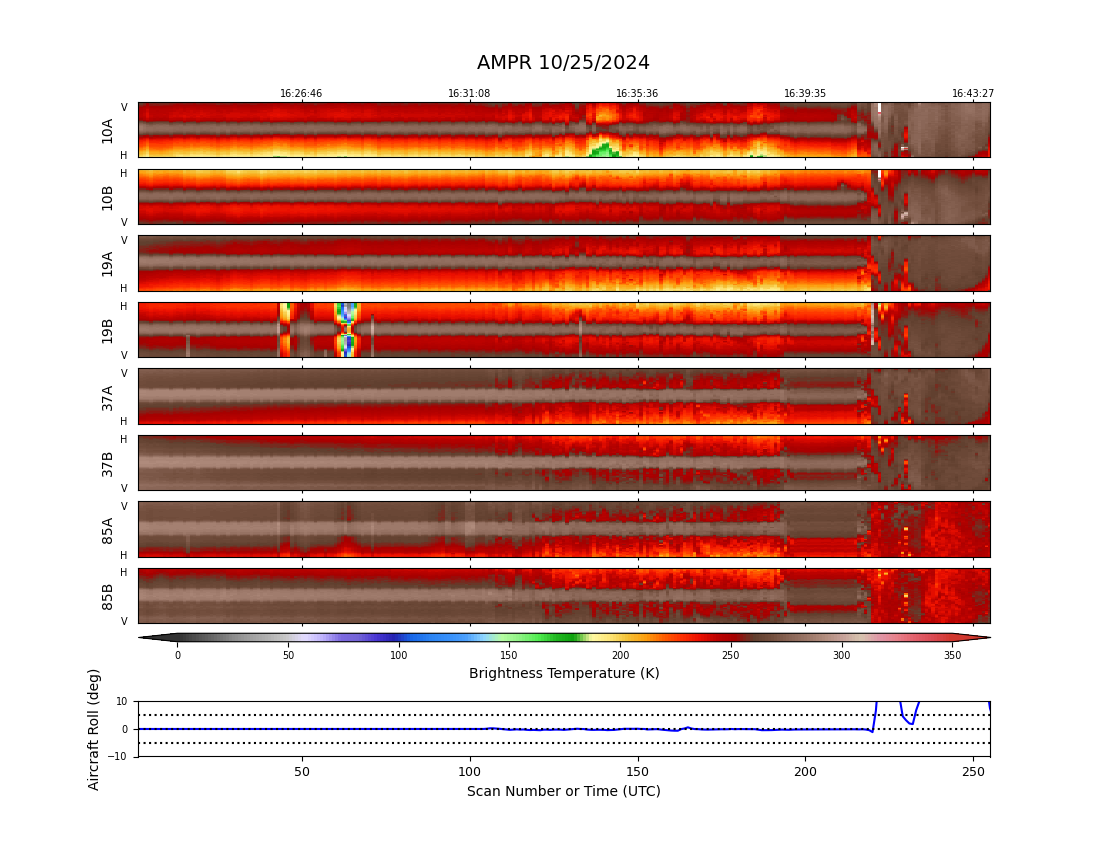 AMPR 10/25/2024
16:26:46 16:31:08 16:35:36 16:39:35 16:43:27
V
10A
H
H
10B
V
V
19A
H
H
19B
V
V
37A
H
H
37B
V
V
85A
H
H
85B
V
0 50 100 150 200 250 300 350
Brightness Temperature (K)
Aircraft Roll (deg)
10
0
−10
50 100 150 200 250
Scan Number or Time (UTC)